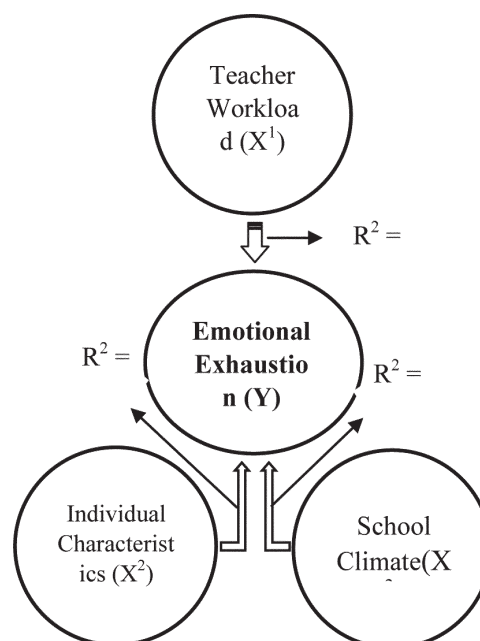 Teacher
Workloa
d (X¹)
R² =
Emotional
Exhaustio
n (Y)
R² =
R² =
Individual
Characterist
ics (X²)
School
Climate(X